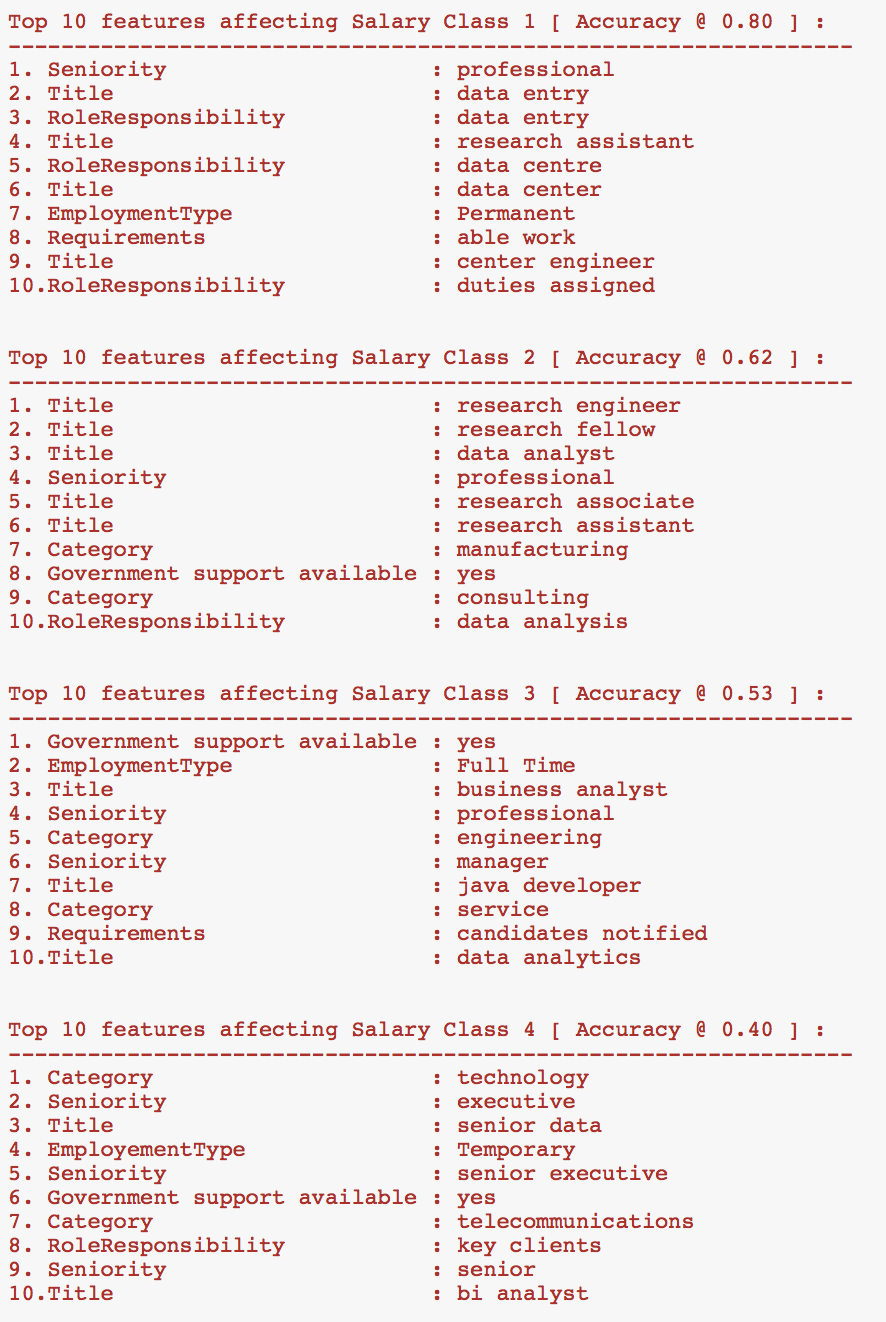 Top 10 features affecting Salary Class 1 [ Accuracy @ 0.80 ] :
----------------------------------------------------------------
1. Seniority : professional
2. Title : data entry
3. RoleResponsibility : data entry
4. Title : research assistant
5. RoleResponsibility : data centre
6. Title : data center
7. EmploymentType : Permanent
8. Requirements : able work
9. Title : center engineer
10.RoleResponsibility : duties assigned
Top 10 features affecting Salary Class 2 [ Accuracy @ 0.62 ] :
----------------------------------------------------------------
1. Title : research engineer
2. Title : research fellow
3. Title : data analyst
4. Seniority : professional
5. Title : research associate
6. Title : research assistant
7. Category : manufacturing
8. Government support available : yes
9. Category : consulting
10.RoleResponsibility : data analysis
Top 10 features affecting Salary Class 3 [ Accuracy @ 0.53 ] :
----------------------------------------------------------------
1. Government support available : yes
2. EmploymentType : Full Time
3. Title : business analyst
4. Seniority : professional
5. Category : engineering
6. Seniority : manager
7. Title : java developer
8. Category : service
9. Requirements : candidates notified
10.Title : data analytics
Top 10 features affecting Salary Class 4 [ Accuracy @ 0.40 ] :
----------------------------------------------------------------
1. Category : technology
2. Seniority : executive
3. Title : senior data
4. EmployementType : Temporary
5. Seniority : senior executive
6. Government support available : yes
7. Category : telecommunications
8. RoleResponsibility : key clients
9. Seniority : senior
10.Title : bi analyst